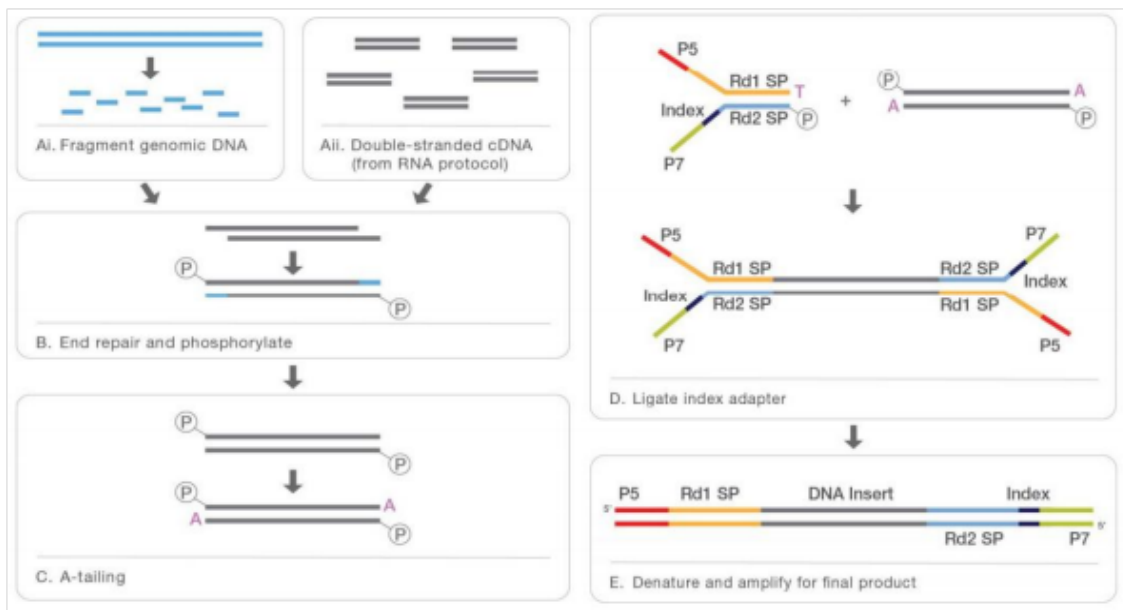 Ai. Fragment genomic DNA
Aii. Double-stranded cDNA
(from RNA protocol)
P
P
B. End repair and phosphorylate
P
P
P
A
A
P
C. A-tailing
P5
Rd1 SP
T
Index
Rd2 SP
P
P7
+
P
A
A
P
P5
P7
Rd1 SP
Rd2 SP
Index
Index
Rd2 SP
Rd1 SP
P7
P5
D. Ligate index adapter
P5 Rd1 SP DNA Insert Index
5'
5'
Rd2 SP P7
E. Denature and amplify for final product